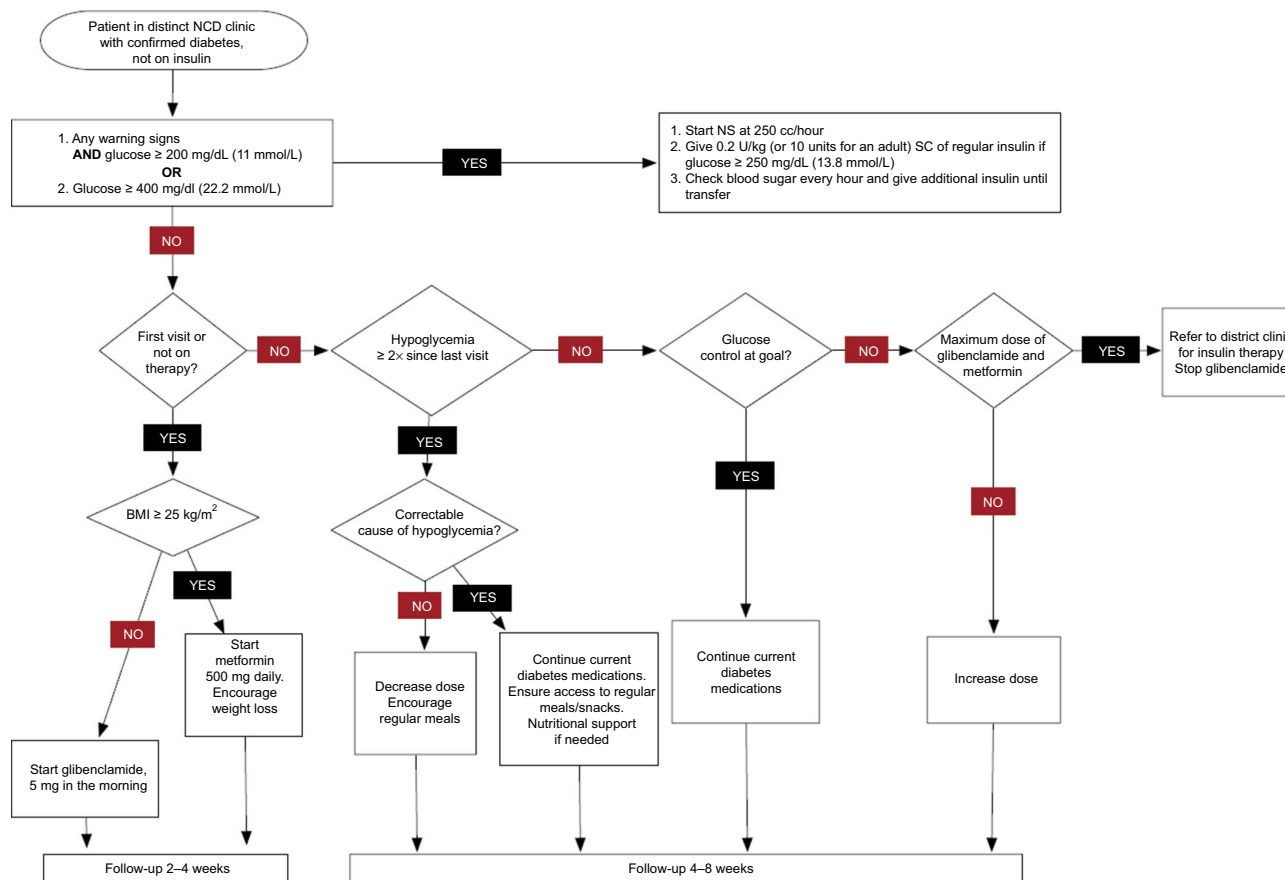 Patient in distinct NCD clinic
with confirmed diabetes,
not on insulin
1. Any warning signs
AND glucose ≥ 200 mg/dL (11 mmol/L)
OR
2. Glucose ≥ 400 mg/dl (22.2 mmol/L)
YES
1. Start NS at 250 cc/hour
2. Give 0.2 U/kg (or 10 units for an adult) SC of regular insulin if
glucose ≥ 250 mg/dL (13.8 mmol/L)
3. Check blood sugar every hour and give additional insulin until
transfer
NO
First visit or
not on
therapy?
NO
Hypoglycemia
≥ 2× since last visit
NO
Glucose
control at goal?
NO
Maximum dose of
glibenclamide and
metformin
YES
Refer to district clinic
for insulin therapy
Stop glibenclamide
YES
YES
YES
NO
BMI ≥ 25 kg/m²
Correctable
cause of hypoglycemia?
YES
NO
NO
YES
Start
metformin
500 mg daily.
Encourage
weight loss
Decrease dose
Encourage
regular meals
Continue current
diabetes medications.
Ensure access to regular
meals/snacks.
Nutritional support
if needed
Continue current
diabetes
medications
Increase dose
Start glibenclamide,
5 mg in the morning
Follow-up 2–4 weeks
Follow-up 4–8 weeks